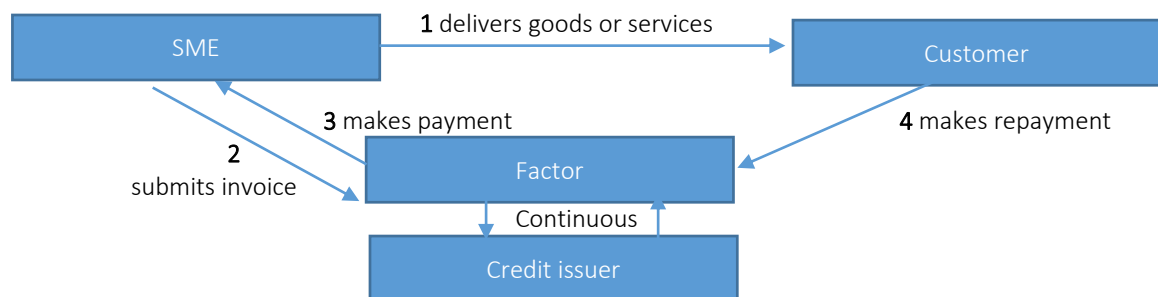 1 delivers goods or services
SME
Customer
3 makes payment
4 makes repayment
2
submits invoice
Factor
Continuous
Credit issuer